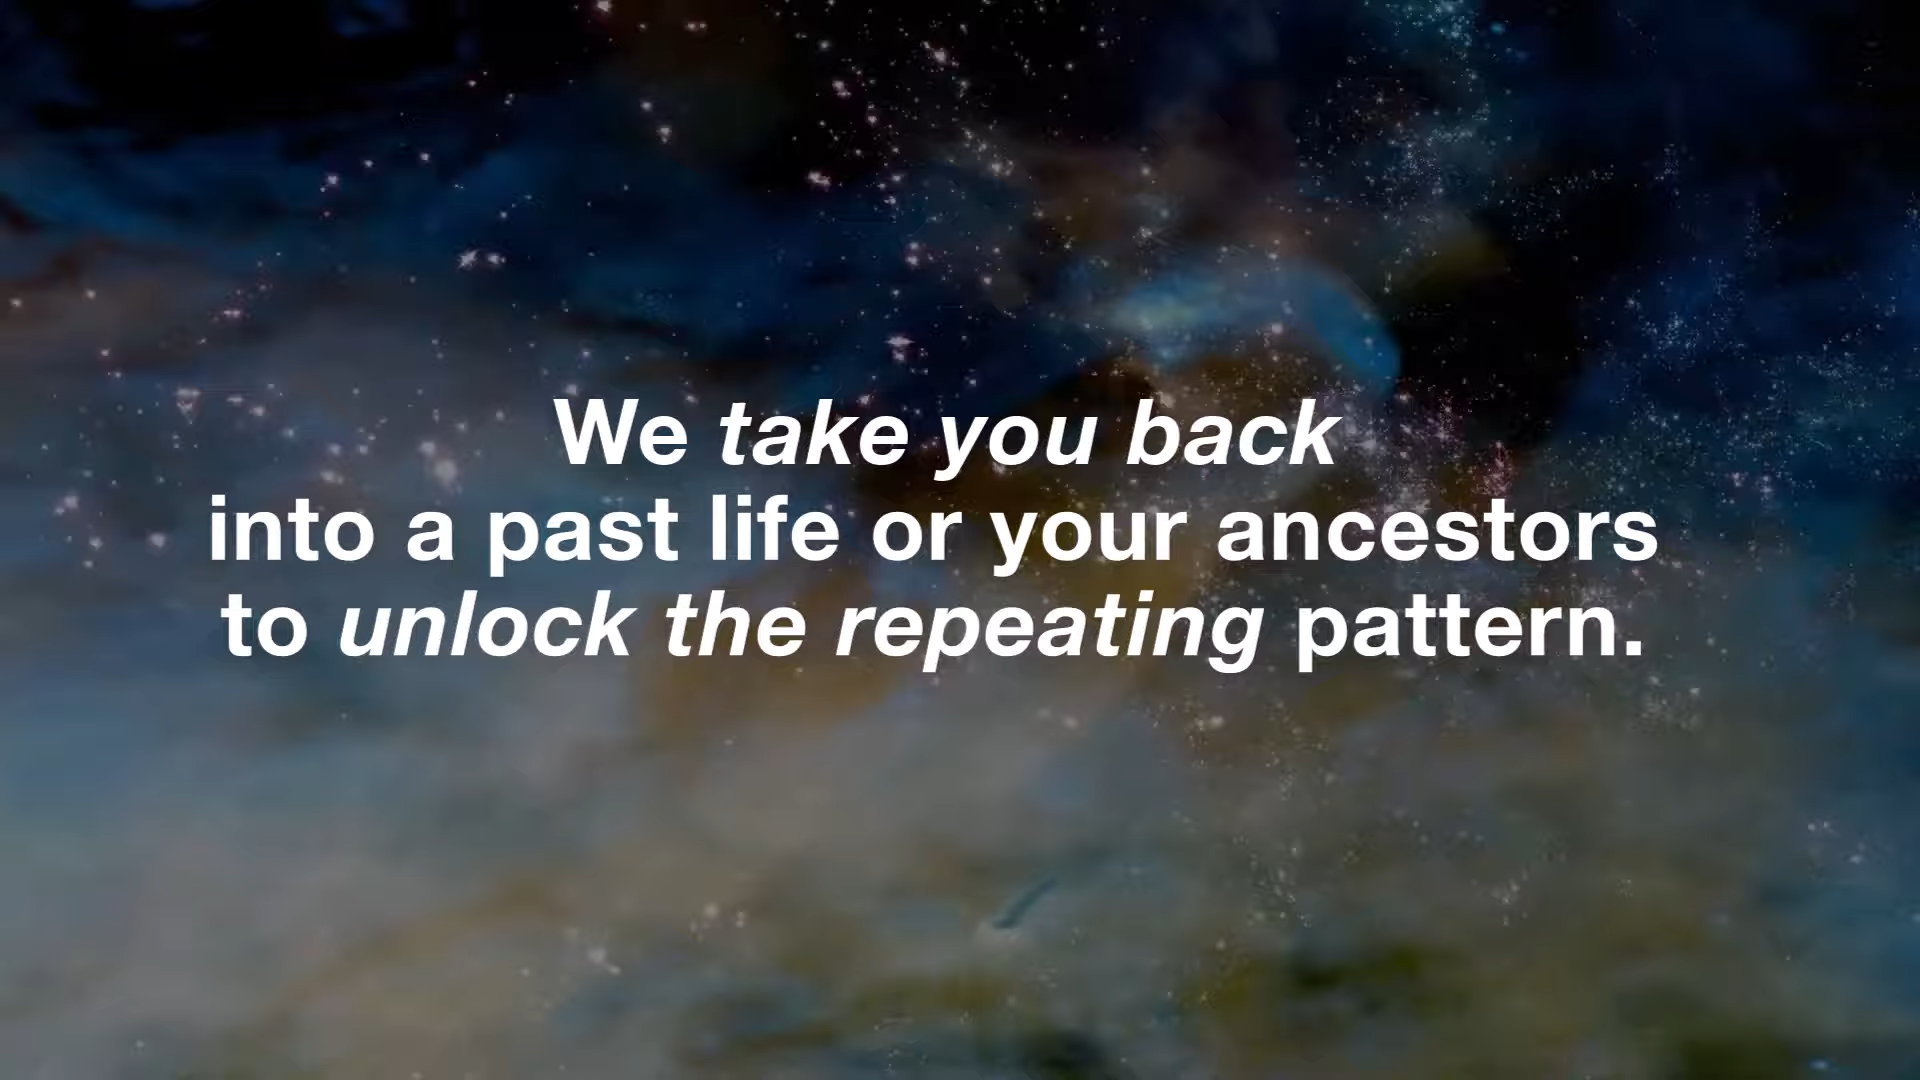 We take you back
into a past life or your ancestors
to unlock the repeating pattern.